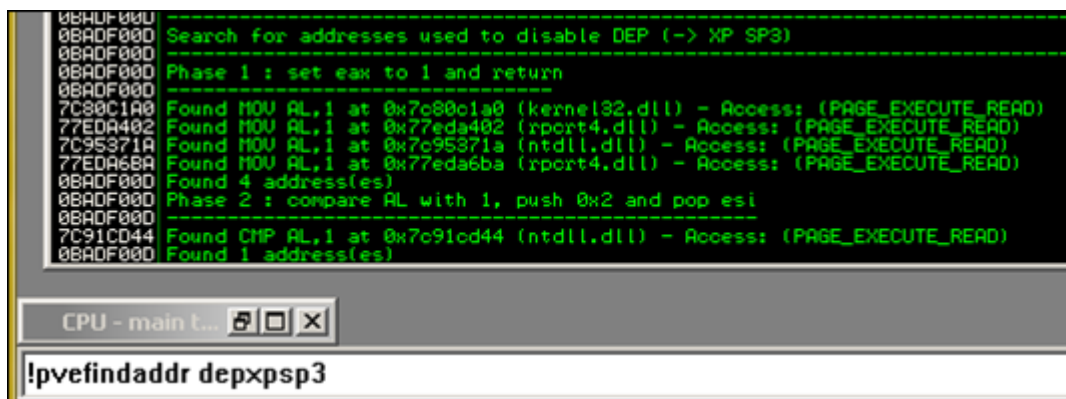 0BADF00D ----------------------------------------------------------------
0BADF00D Search for addresses used to disable DEP (-> XP SP3)
0BADF00D ----------------------------------------------------------------
0BADF00D Phase 1 : set eax to 1 and return
0BADF00D ---------------------------------
7C80C1A0 Found MOV AL,1 at 0x7c80c1a0 (kernel32.dll) - Access: (PAGE_EXECUTE_READ)
77EDA402 Found MOV AL,1 at 0x77eda402 (rpcrt4.dll) - Access: (PAGE_EXECUTE_READ)
7C95371A Found MOV AL,1 at 0x7c95371a (ntdll.dll) - Access: (PAGE_EXECUTE_READ)
77EDA6BA Found MOV AL,1 at 0x77eda6ba (rpcrt4.dll) - Access: (PAGE_EXECUTE_READ)
0BADF00D Found 4 address(es)
0BADF00D Phase 2 : compare AL with 1, push 0x2 and pop esi
0BADF00D -------------------------------------------------
7C91CD44 Found CMP AL,1 at 0x7c91cd44 (ntdll.dll) - Access: (PAGE_EXECUTE_READ)
0BADF00D Found 1 address(es)
CPU - main t...
!pvefindaddr depxpsp3